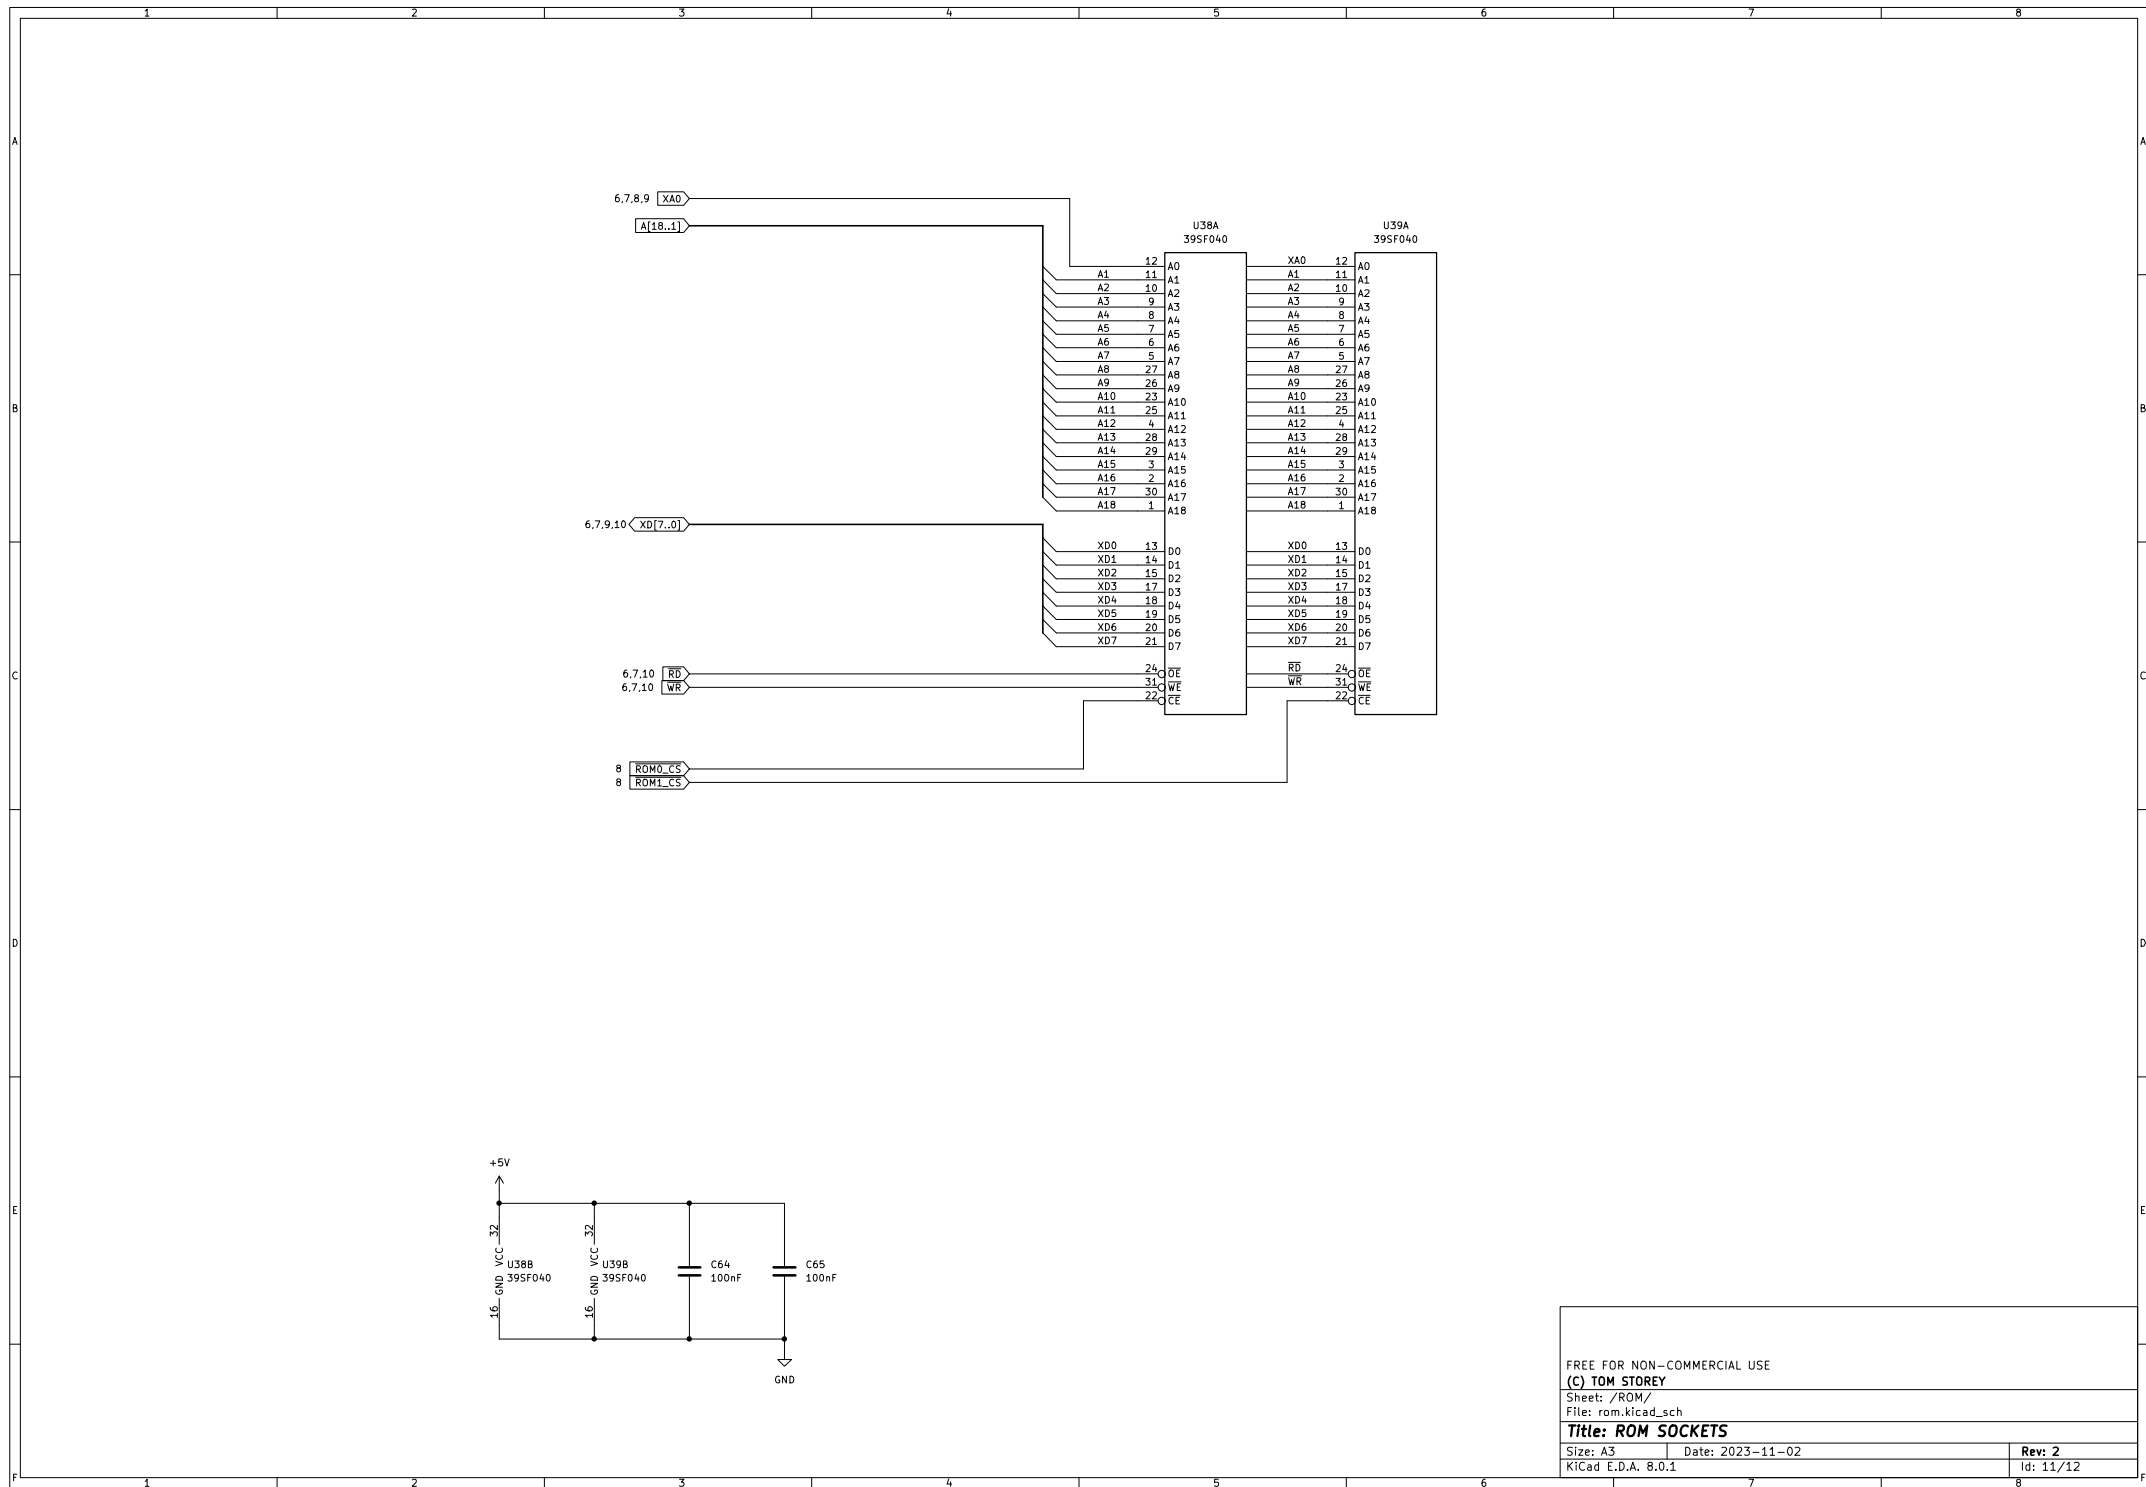 1 2 3 4 5 6 7 8
A A
6,7,8,9 XA0
A[18..1]
U38A U39A
39SF040 39SF040
12 A0 XA0 12 A0
A1 11 A1 A1 11 A1
A2 10 A2 A2 10 A2
A3 9 A3 A3 9 A3
A4 8 A4 A4 8 A4
A5 7 A5 A5 7 A5
A6 6 A6 A6 6 A6
A7 5 A7 A7 5 A7
A8 27 A8 A8 27 A8
A9 26 A9 A9 26 A9
A10 23 A10 A10 23 A10
B B
A11 25 A11 A11 25 A11
A12 4 A12 A12 4 A12
A13 28 A13 A13 28 A13
A14 29 A14 A14 29 A14
A15 3 A15 A15 3 A15
A16 2 A16 A16 2 A16
A17 30 A17 A17 30 A17
A18 1 A18 A18 1 A18
6,7,9,10 XD[7..0]
XD0 13 D0 XD0 13 D0
XD1 14 D1 XD1 14 D1
XD2 15 D2 XD2 15 D2
XD3 17 D3 XD3 17 D3
XD4 18 D4 XD4 18 D4
XD5 19 D5 XD5 19 D5
XD6 20 D6 XD6 20 D6
XD7 21 D7 XD7 21 D7
6,7,10 RD 24 OE RD 24 OE
C C
6,7,10 WR 31 WE WR 31 WE
22 CE 22 CE
8 ROM0_CS
8 ROM1_CS
D D
+5V
E E
32 32
VCC VCC
U38B U39B C64 C65
39SF040 39SF040 100nF 100nF
GND GND
16 16
GND
FREE FOR NON-COMMERCIAL USE
(C) TOM STOREY
Sheet: /ROM/
File: rom.kicad_sch
Title: ROM SOCKETS
Size: A3 Date: 2023-11-02 Rev: 2
KiCad E.D.A. 8.0.1 Id: 11/12
F F
1 2 3 4 5 6 7 8